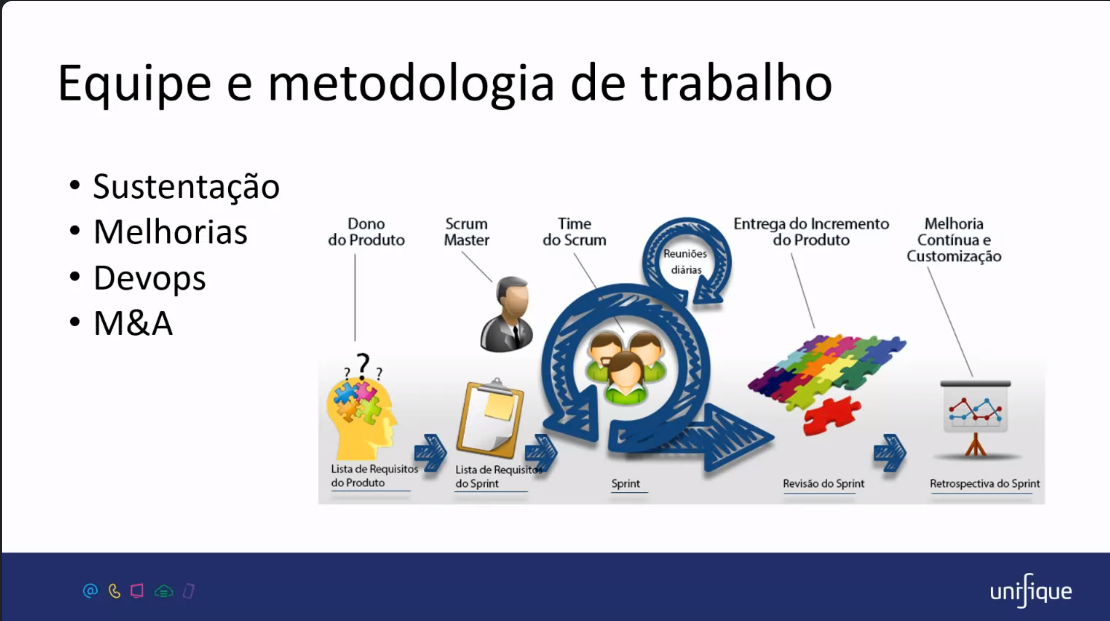 Equipe e metodologia de trabalho
• Sustentação
• Melhorias
• Devops
• M&A
Dono
do Produto
Scrum
Master
Time
do Scrum
Reuniões
diárias
Entrega do Incremento
do Produto
Melhoria
Contínua e
Customização
? ? ?
Lista de Requisitos
do Produto
Lista de Requisitos
do Sprint
Sprint
Revisão do Sprint
Retrospectiva do Sprint
@
unifique